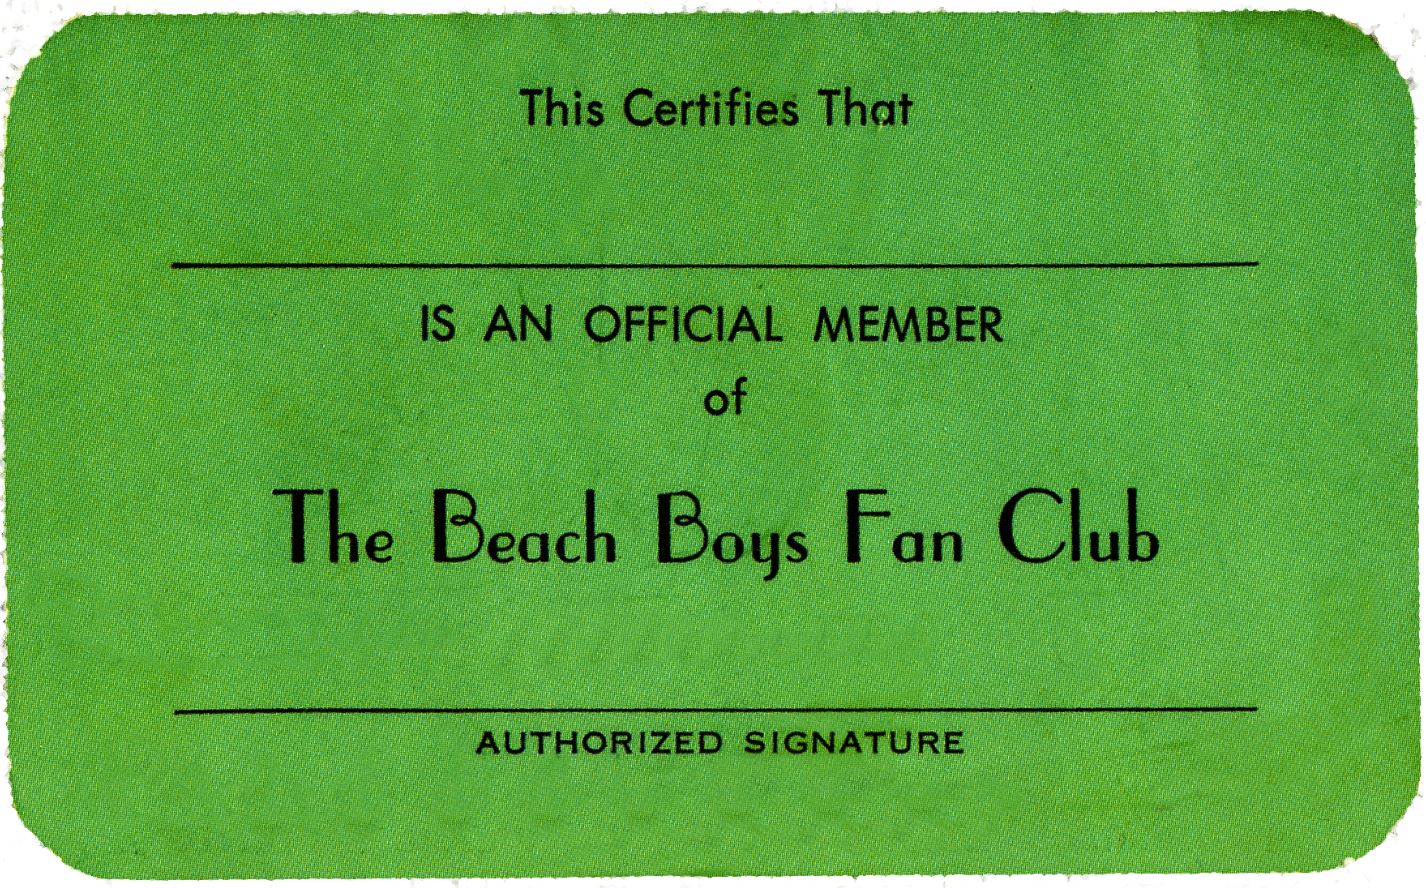 This Certifies That
IS AN OFFICIAL MEMBER
of
The Beach Boys Fan Club
AUTHORIZED SIGNATURE